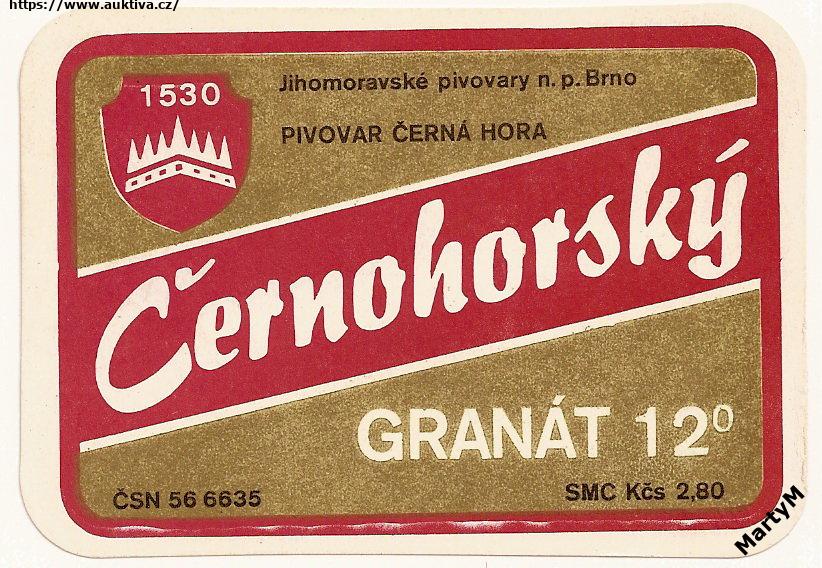 https://www.auktiva.cz/
1530
Jihomoravské pivovary n. p. Brno
PIVOVAR ČERNÁ HORA
Černohorský
GRANÁT 12⁰
ČSN 56 6635
SMC Kčs 2,80
MartyM